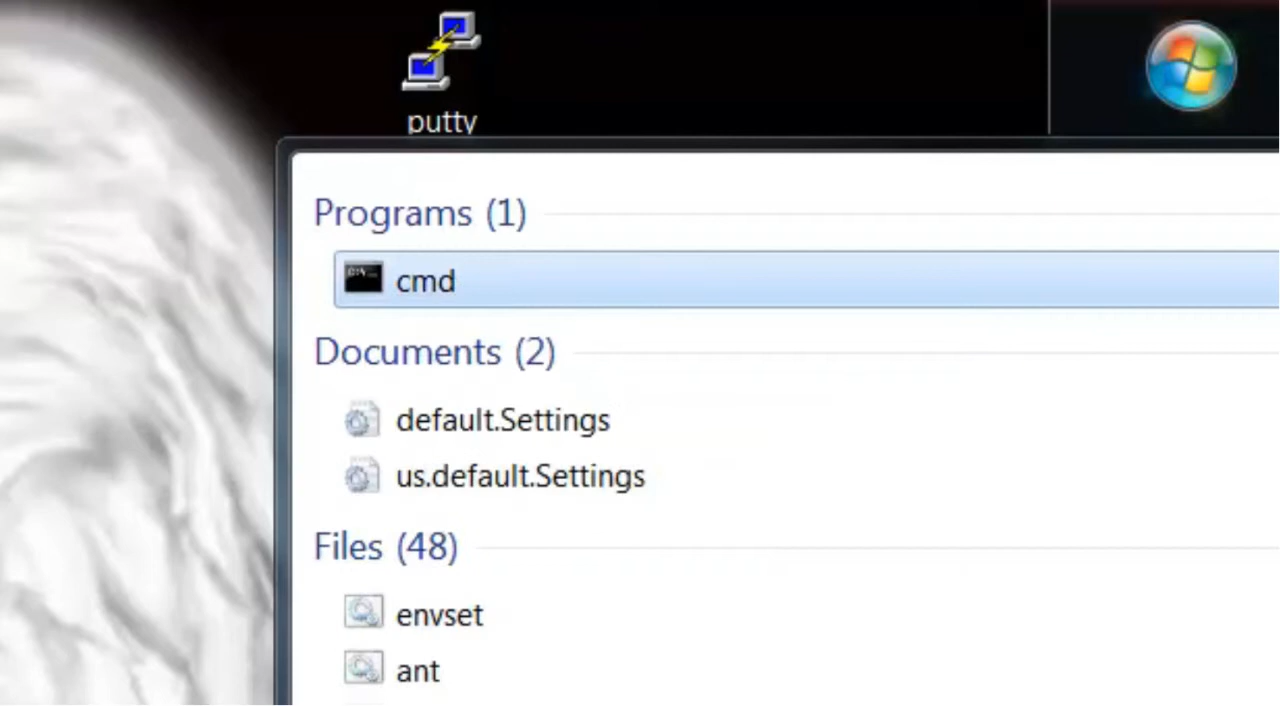 putty
Programs (1)
cmd
Documents (2)
default.Settings
us.default.Settings
Files (48)
envset
ant